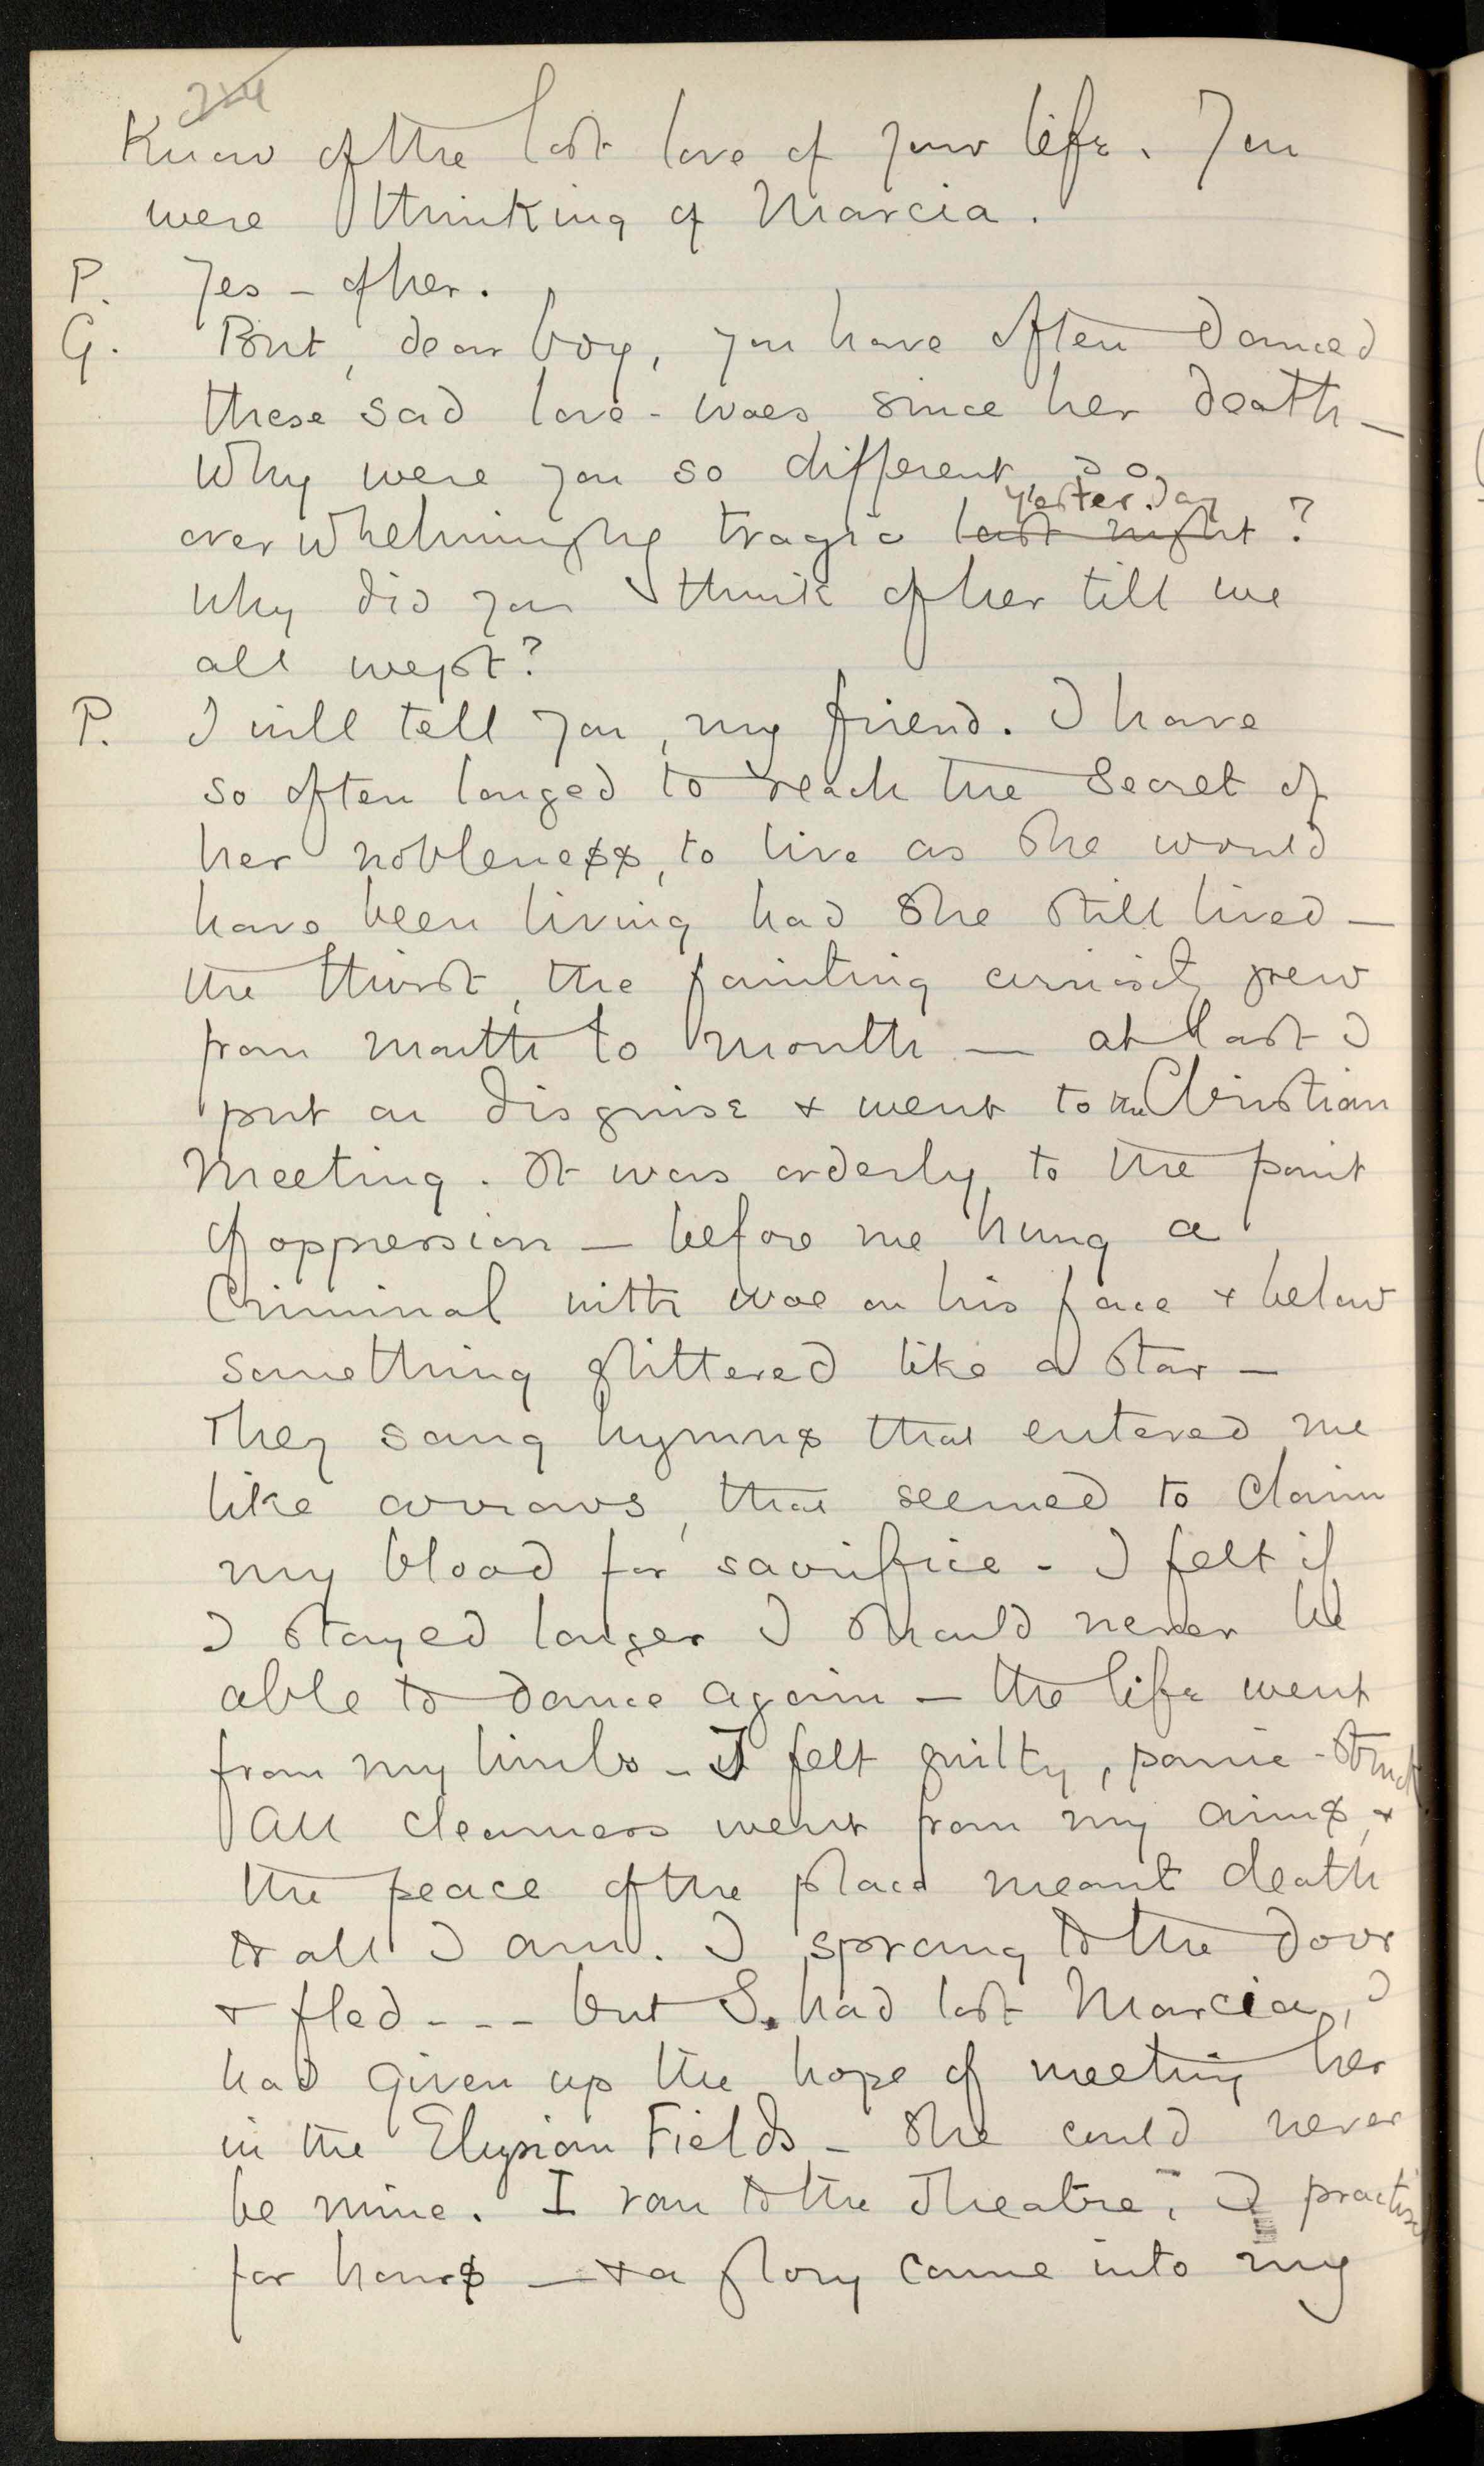 know of the lost love of your life. You
were thinking of Marcia.
P. Yes – of her.
G. But, dear boy, you have often danced
these sad love-woes since her death –
Why were you so different, so
overwhelmingly tragic last night yesterday ?
Why did you think of her till we
all wept?
P. I will tell you, my friend. I have
so often longed to reach the secret of
her nobleness, to live as she would
have been living had she still lived –
the thirst, the fainting curiosity grew
from month to month — at last I
put on disguise & went to the Christian
Meeting. It was orderly, to the point
of oppression – before me hung a
Criminal with woe on his face & below
something glittered like a star –
They sang hymns that entered me
like arrows, that seemed to claim
my blood for sacrifice - I felt if
I stayed longer I should never be
able to dance again – the life went
from my limbs – I felt guilty, panic-struck
All clearness went from my aims, &
the peace of the place meant death
to all I am. I sprang to the door
& fled - - - but I had lost Marcia, I
had given up the hope of meeting her
in the Elysian Fields – She could never
be mine. I ran to the Theatre, I practise
for hours – & a glory came into my